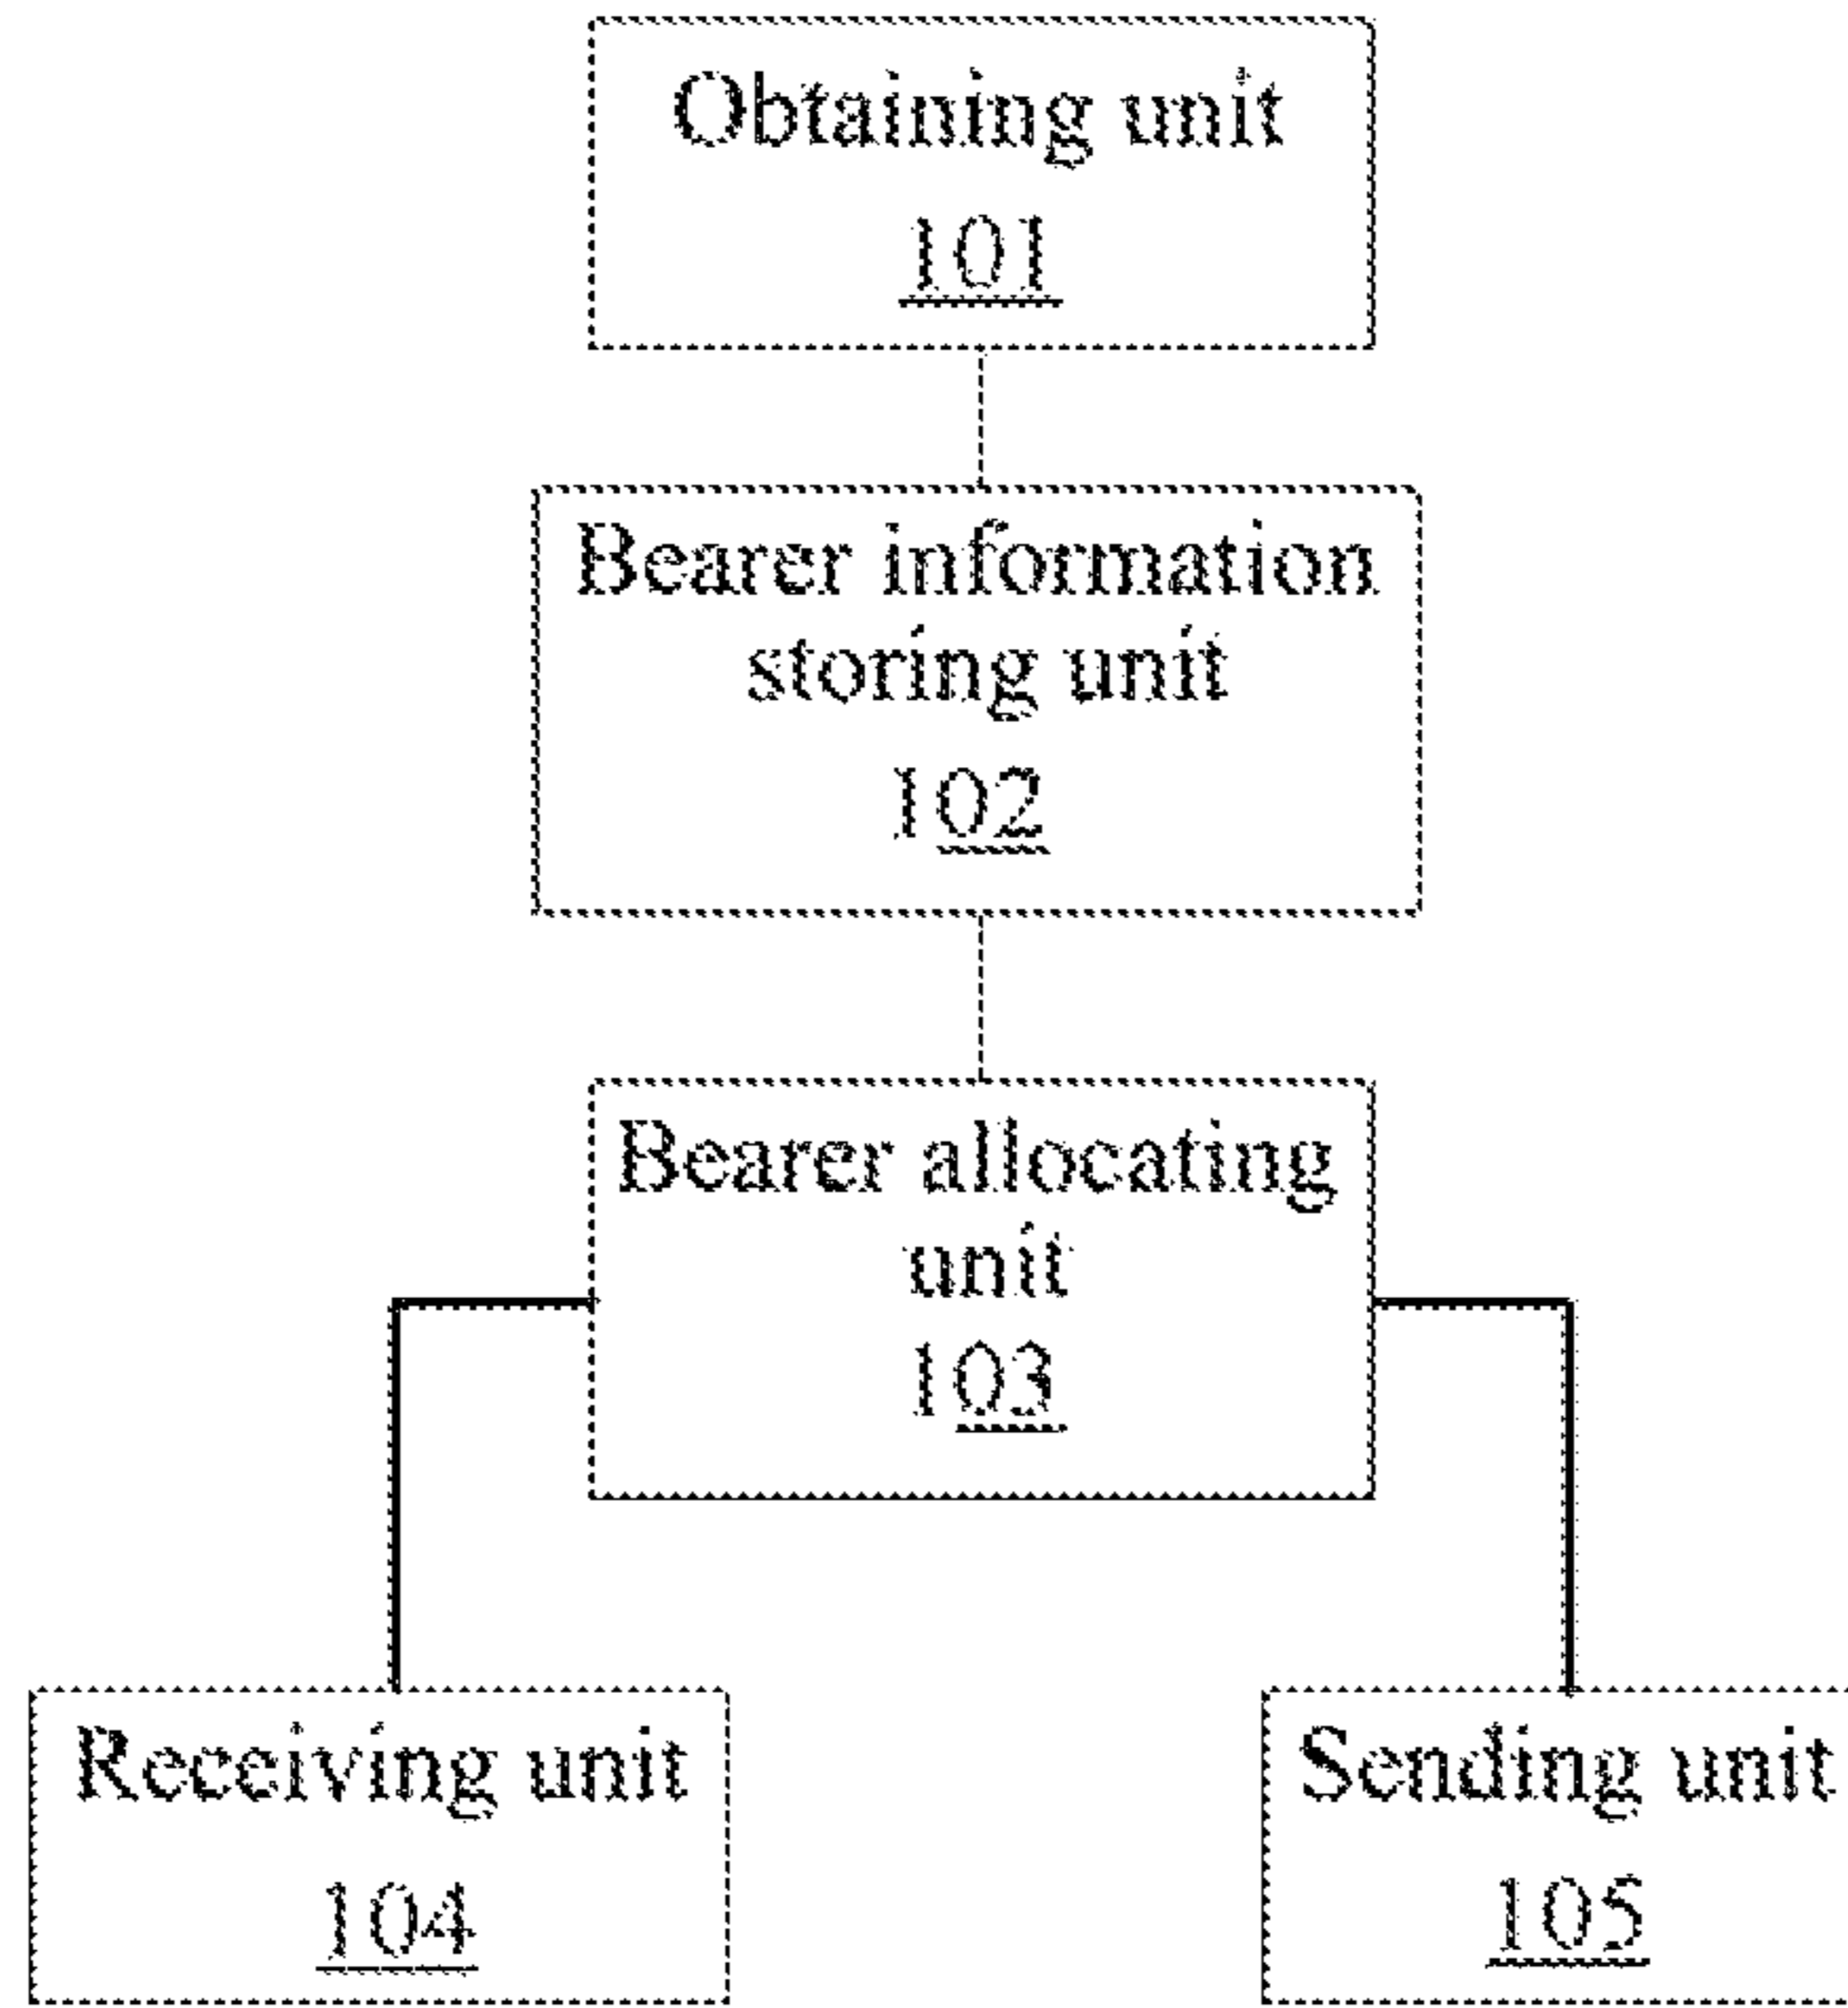 Obtaining unit
101
Bearer information
storing unit
102
Bearer allocating
unit
103
Receiving unit
104
Sending unit
105